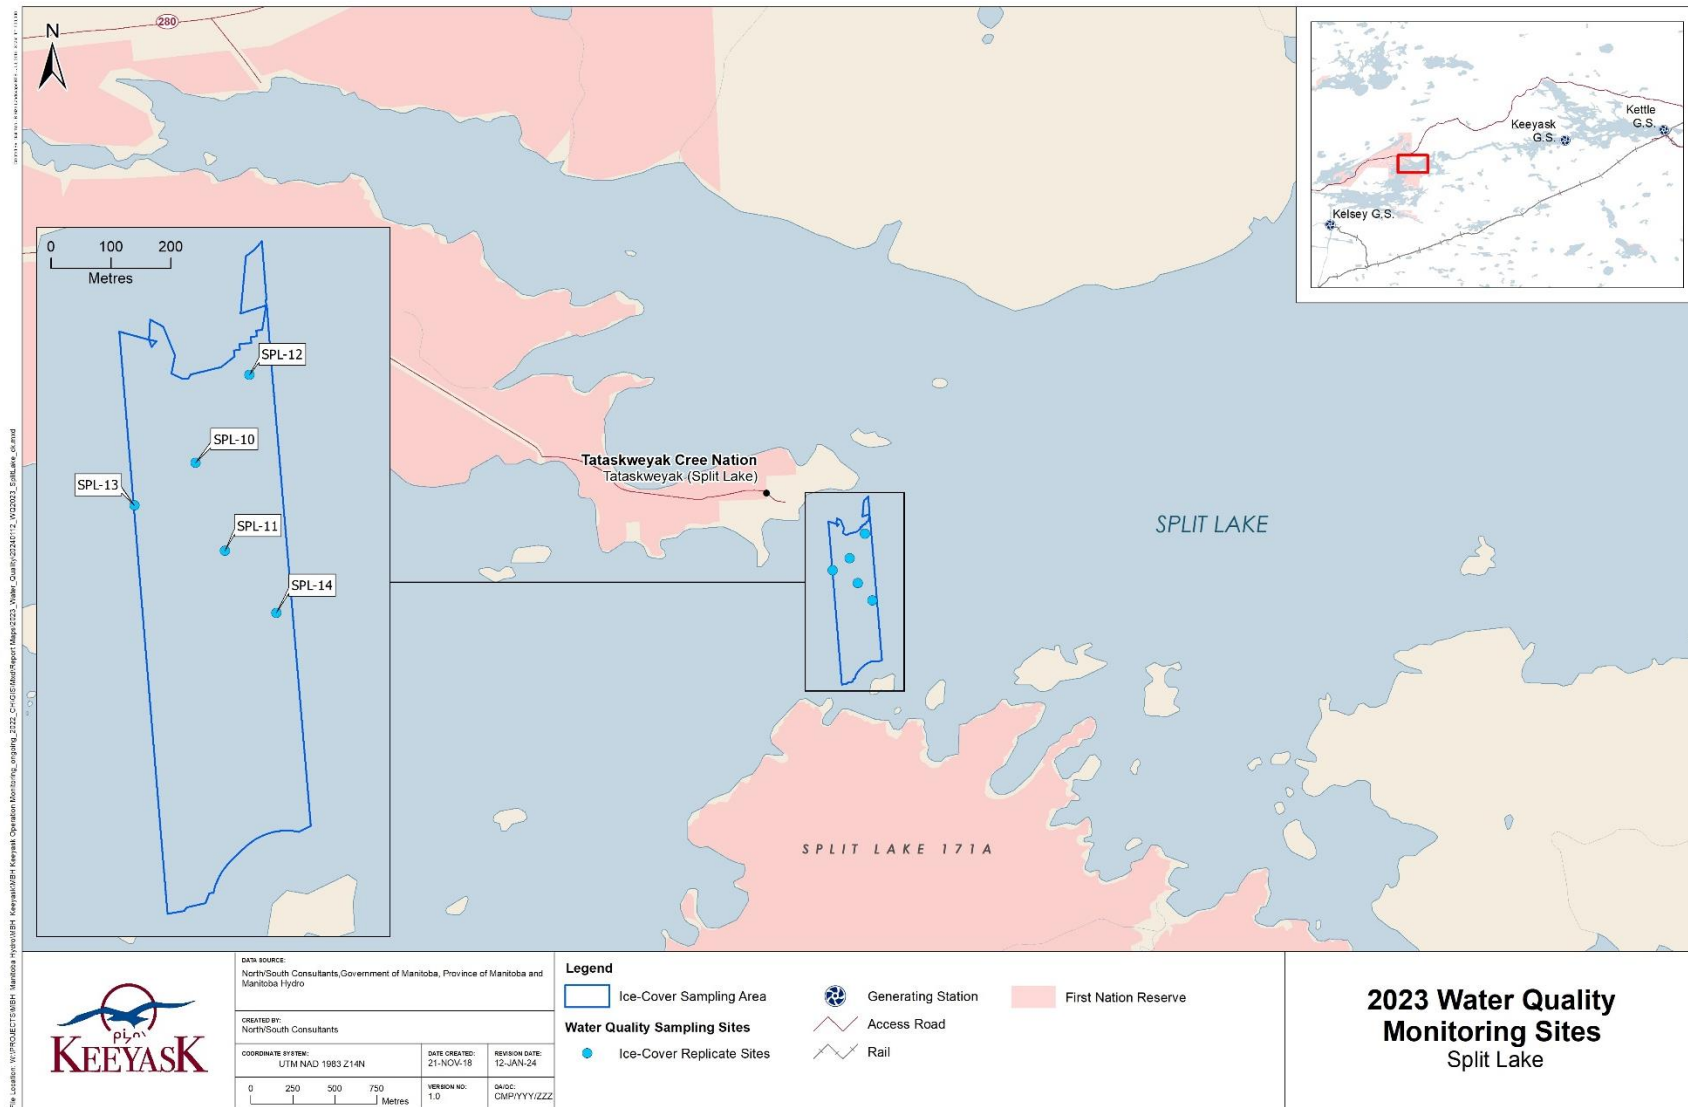 280
N
Kettle
G.S.
Keeyask
G.S.
Kelsey G.S.
0 100 200
Metres
SPL-12
SPL-10
SPL-13
SPL-11
SPL-14
Tataskweyak Cree Nation
Tataskweyak (Split Lake)
SPLIT LAKE
SPLIT LAKE 171A
KEEYASK
DATA SOURCE:
North/South Consultants,Government of Manitoba, Province of Manitoba and
Manitoba Hydro
CREATED BY:
North/South Consultants
COORDINATE SYSTEM:
UTM NAD 1983 Z14N
DATE CREATED:
21-NOV-18
REVISION DATE:
12-JAN-24
0 250 500 750
Metres
VERSION NO:
1.0
QA/QC:
CMP/YYY/ZZZ
Legend
Ice-Cover Sampling Area
Water Quality Sampling Sites
Ice-Cover Replicate Sites
Generating Station
Access Road
Rail
First Nation Reserve
2023 Water Quality
Monitoring Sites
Split Lake